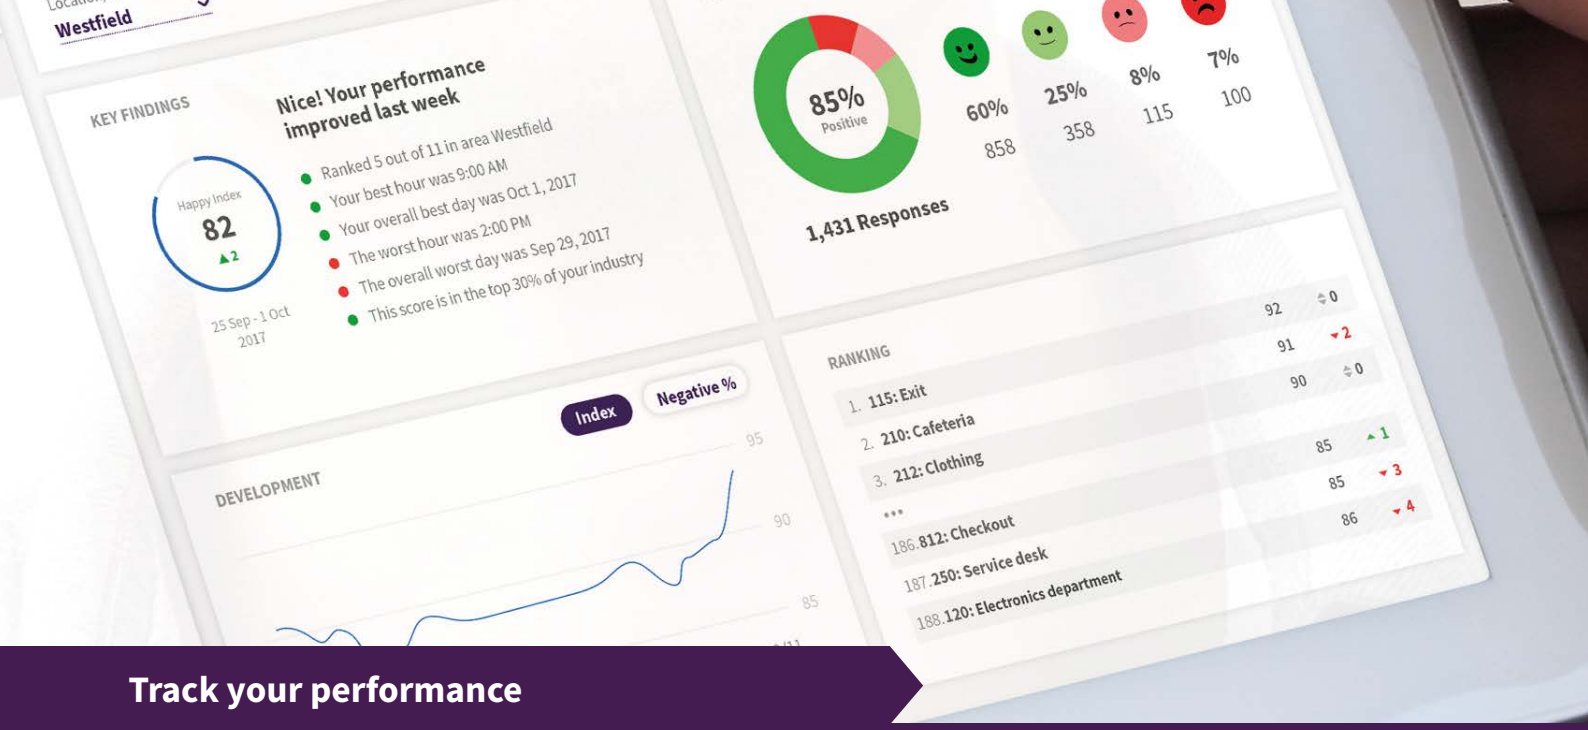 Westfield
KEY FINDINGS
Nice! Your performance
improved last week
Happy Index
82
▲2
25 Sep - 1 Oct
2017
Ranked 5 out of 11 in area Westfield
Your best hour was 9:00 AM
Your overall best day was Oct 1, 2017
The worst hour was 2:00 PM
The overall worst day was Sep 29, 2017
This score is in the top 30% of your industry
85%
Positive
60% 25% 8% 7%
858 358 115 100
1,431 Responses
DEVELOPMENT
Index Negative %
95
90
85
RANKING
1. 115: Exit 92 0
2. 210: Cafeteria 91 ▼2
3. 212: Clothing 90 0
•••
186. 812: Checkout 85 ▲1
187. 250: Service desk 85 ▼3
188. 120: Electronics department 86 ▼4
Track your performance